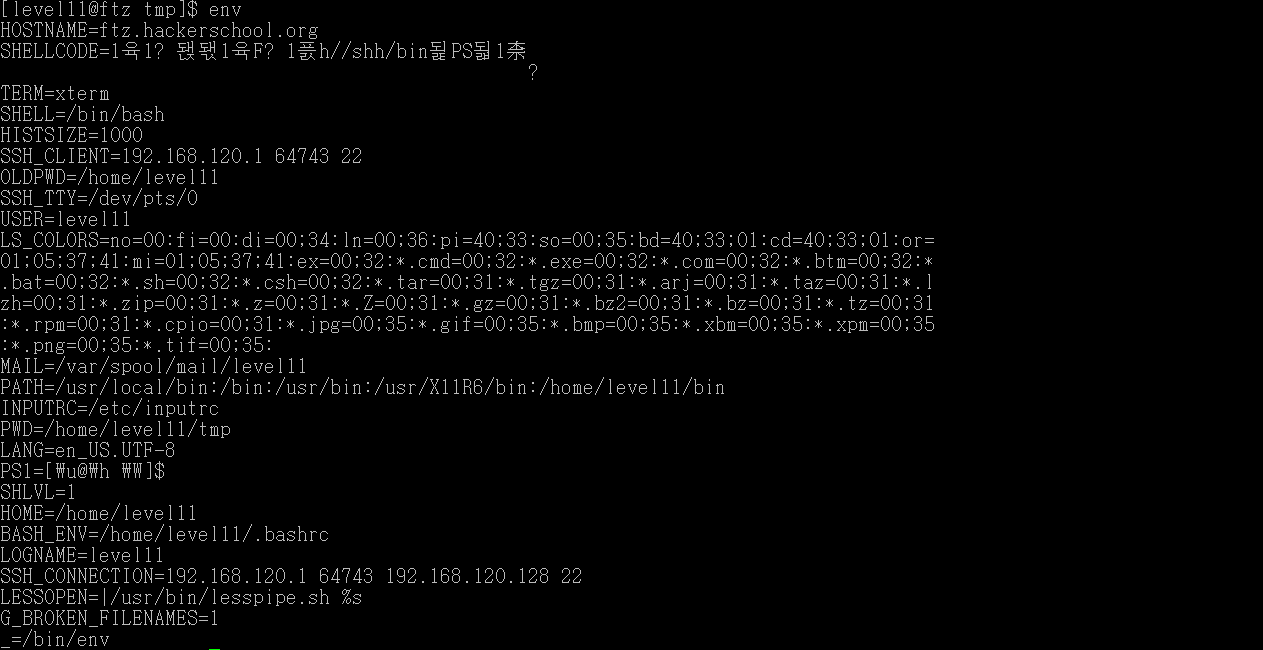 [level11@ftz tmp]$ env
HOSTNAME=ftz.hackerschool.org
SHELLCODE=1육1? 됛됛1육F? 1픐h//shh/bin됥PS됣1柰
?
TERM=xterm
SHELL=/bin/bash
HISTSIZE=1000
SSH_CLIENT=192.168.120.1 64743 22
OLDPWD=/home/level11
SSH_TTY=/dev/pts/0
USER=level11
LS_COLORS=no=00:fi=00:di=00;34:ln=00;36:pi=40;33:so=00;35:bd=40;33;01:cd=40;33;01:or=
01;05;37;41:mi=01;05;37;41:ex=00;32:*.cmd=00;32:*.exe=00;32:*.com=00;32:*.btm=00;32:*
.bat=00;32:*.sh=00;32:*.csh=00;32:*.tar=00;31:*.tgz=00;31:*.arj=00;31:*.taz=00;31:*.l
zh=00;31:*.zip=00;31:*.z=00;31:*.Z=00;31:*.gz=00;31:*.bz2=00;31:*.bz=00;31:*.tz=00;31
:*.rpm=00;31:*.cpio=00;31:*.jpg=00;35:*.gif=00;35:*.bmp=00;35:*.xbm=00;35:*.xpm=00;35
:*.png=00;35:*.tif=00;35:
MAIL=/var/spool/mail/level11
PATH=/usr/local/bin:/bin:/usr/bin:/usr/X11R6/bin:/home/level11/bin
INPUTRC=/etc/inputrc
PWD=/home/level11/tmp
LANG=en_US.UTF-8
PS1=[₩u@₩h ₩W]$
SHLVL=1
HOME=/home/level11
BASH_ENV=/home/level11/.bashrc
LOGNAME=level11
SSH_CONNECTION=192.168.120.1 64743 192.168.120.128 22
LESSOPEN=|/usr/bin/lesspipe.sh %s
G_BROKEN_FILENAMES=1
_=/bin/env